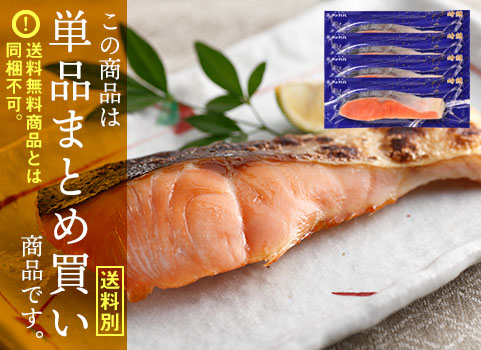 この商品は
単品まとめ買い
商品です。
送料別
！送料無料商品とは
同梱不可。